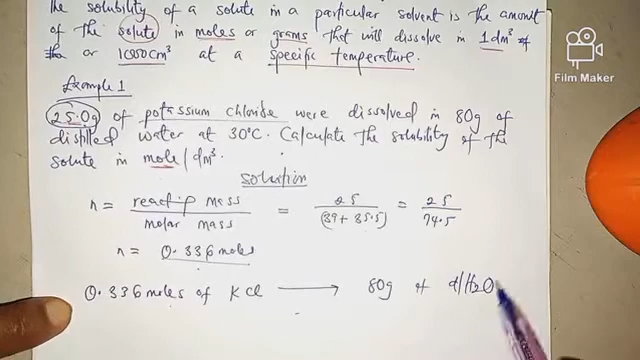 the solubility of a solute in a particular solvent is the amount
of the solute in moles or grams that will dissolve in 1dm³ of
or 1000cm³ at a specific temperature.
Example 1
25.0g of potassium chloride were dissolved in 80g of
distilled water at 30°C. Calculate the solubility of the
solute in mole/dm³.
Solution
n = reacting mass / molar mass = 25 / (39+35.5) = 25 / 74.5
n = 0.336 moles
0.336 moles of KCl → 80g of d/H₂O
Film Maker